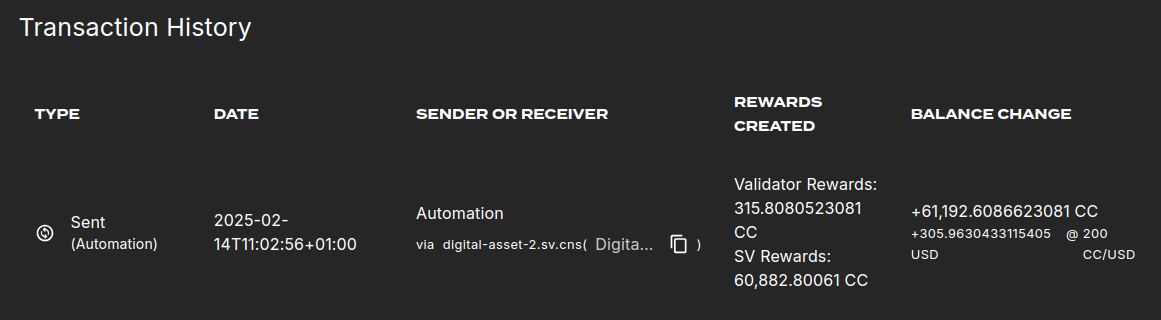 Transaction History
TYPE
DATE
SENDER OR RECEIVER
REWARDS
CREATED
BALANCE CHANGE
Sent
(Automation)
2025-02-
14T11:02:56+01:00
Automation
via digital-asset-2.sv.cns( Digita... )
Validator Rewards:
315.8080523081
CC
SV Rewards:
60,882.80061 CC
+61,192.6086623081 CC
+305.9630433115405 @ 200
USD CC/USD